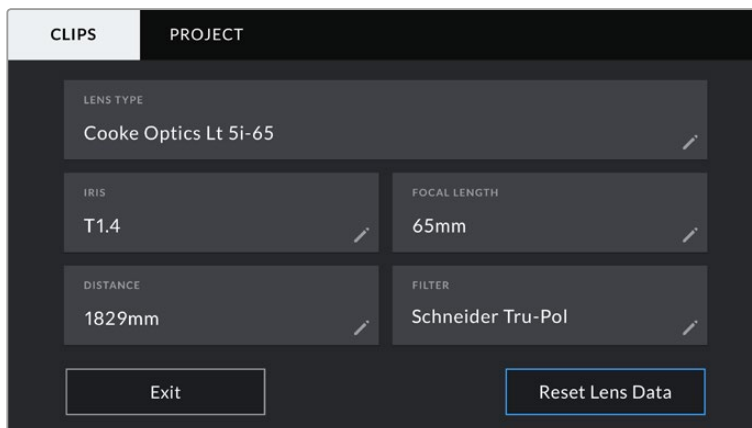 CLIPS PROJECT
LENS TYPE
Cooke Optics Lt 5i-65
IRIS
T1.4
FOCAL LENGTH
65mm
DISTANCE
1829mm
FILTER
Schneider Tru-Pol
Exit
Reset Lens Data